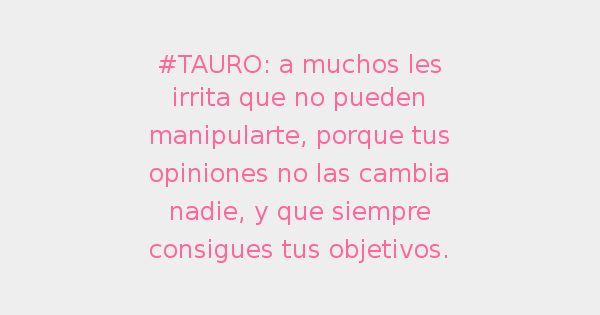 #TAURO: a muchos les
irrita que no pueden
manipularte, porque tus
opiniones no las cambia
nadie, y que siempre
consigues tus objetivos.